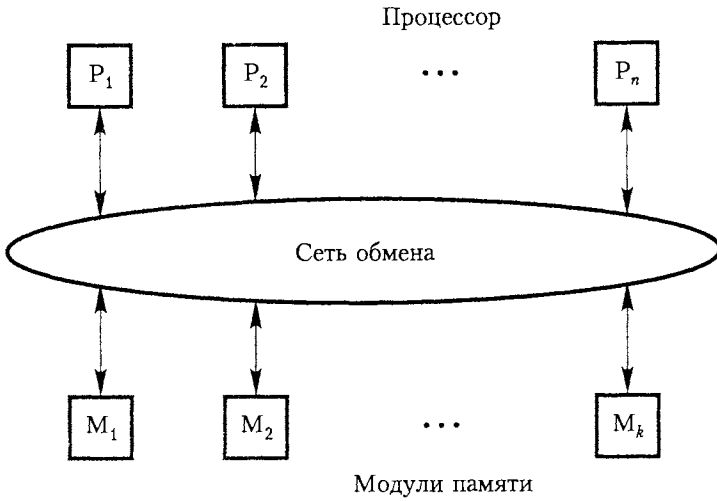 Процессор
P₁ P₂ ... Pₙ
Сеть обмена
M₁ M₂ ... Mₖ
Модули памяти